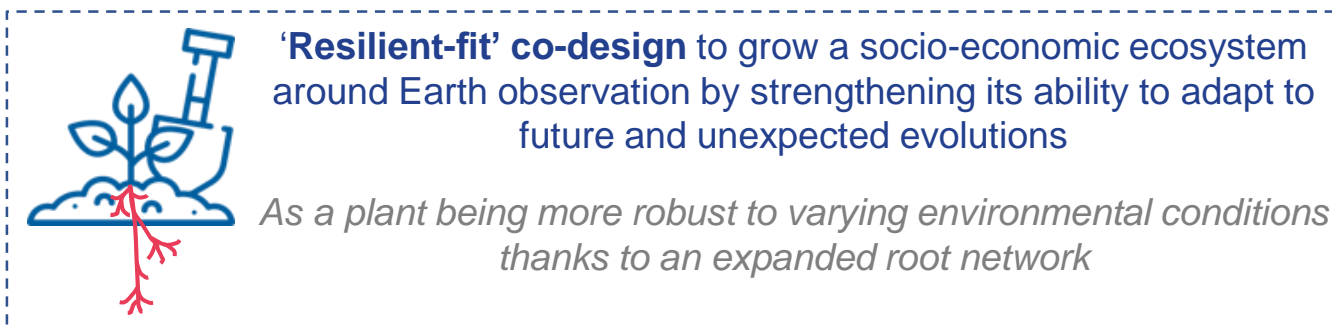 ‘Resilient-fit’ co-design to grow a socio-economic ecosystem
around Earth observation by strengthening its ability to adapt to
future and unexpected evolutions
As a plant being more robust to varying environmental conditions
thanks to an expanded root network